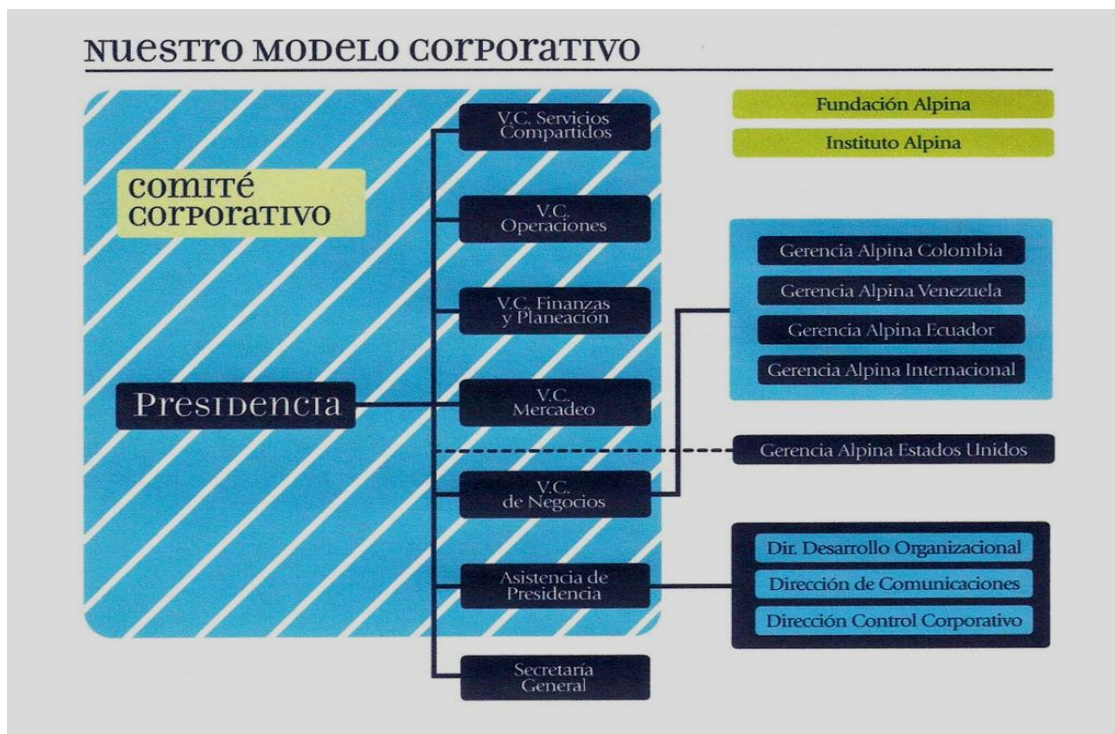 Nuestro modelo corporativo
comité
corporativo
Presidencia
V.C. Servicios
Compartidos
V.C.
Operaciones
V.C. Finanzas
y Planeación
V.C.
Mercadeo
V.C.
de Negocios
Asistencia de
Presidencia
Secretaría
General
Fundación Alpina
Instituto Alpina
Gerencia Alpina Colombia
Gerencia Alpina Venezuela
Gerencia Alpina Ecuador
Gerencia Alpina Internacional
Gerencia Alpina Estados Unidos
Dir. Desarrollo Organizacional
Dirección de Comunicaciones
Dirección Control Corporativo